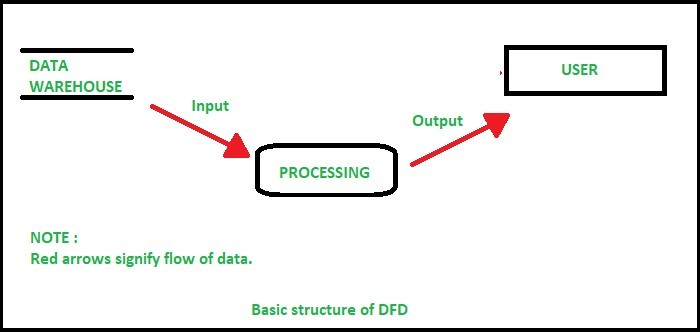 DATA
WAREHOUSE
Input
PROCESSING
Output
USER
NOTE :
Red arrows signify flow of data.
Basic structure of DFD